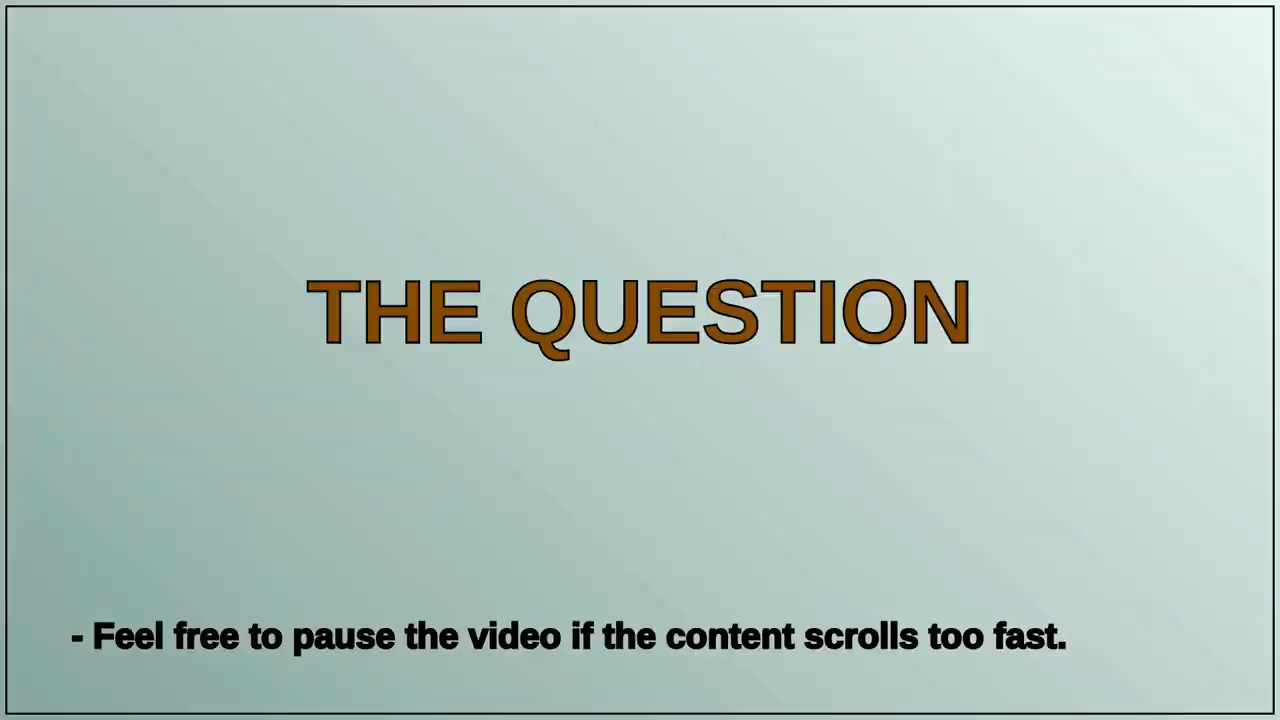 THE QUESTION
- Feel free to pause the video if the content scrolls too fast.